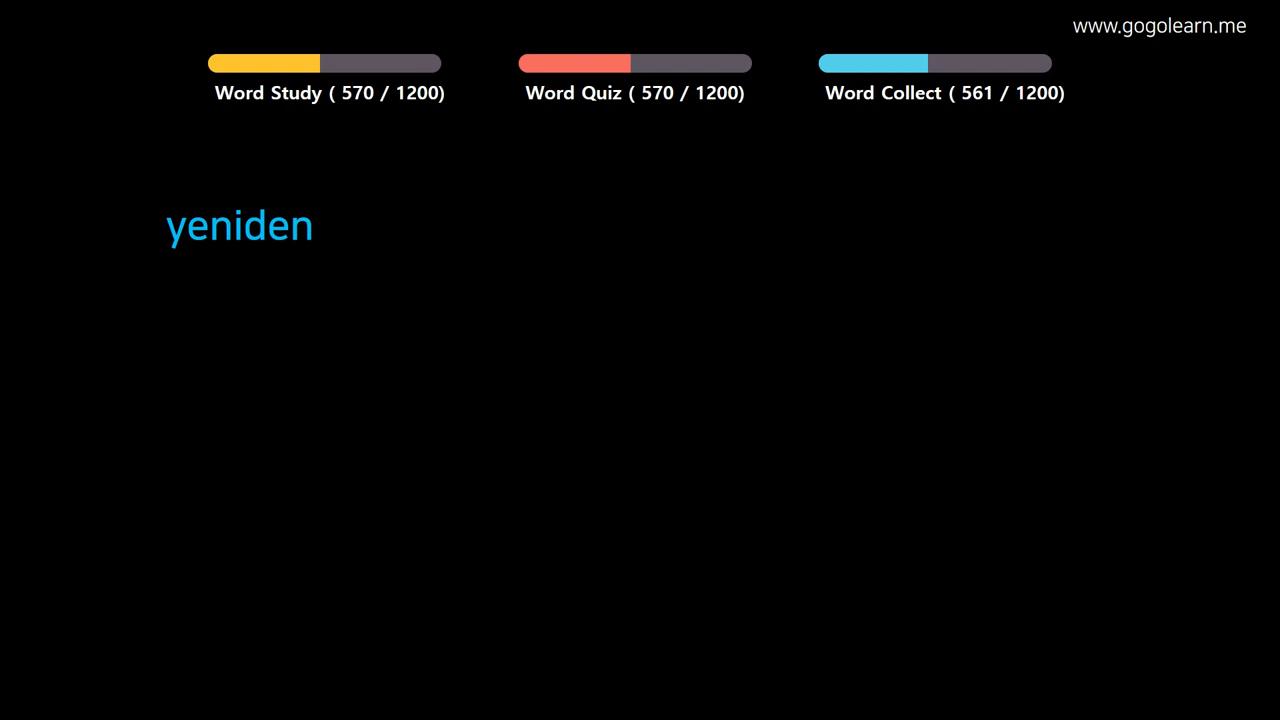 www.gogolearn.me
Word Study ( 570 / 1200)
Word Quiz ( 570 / 1200)
Word Collect ( 561 / 1200)
yeniden